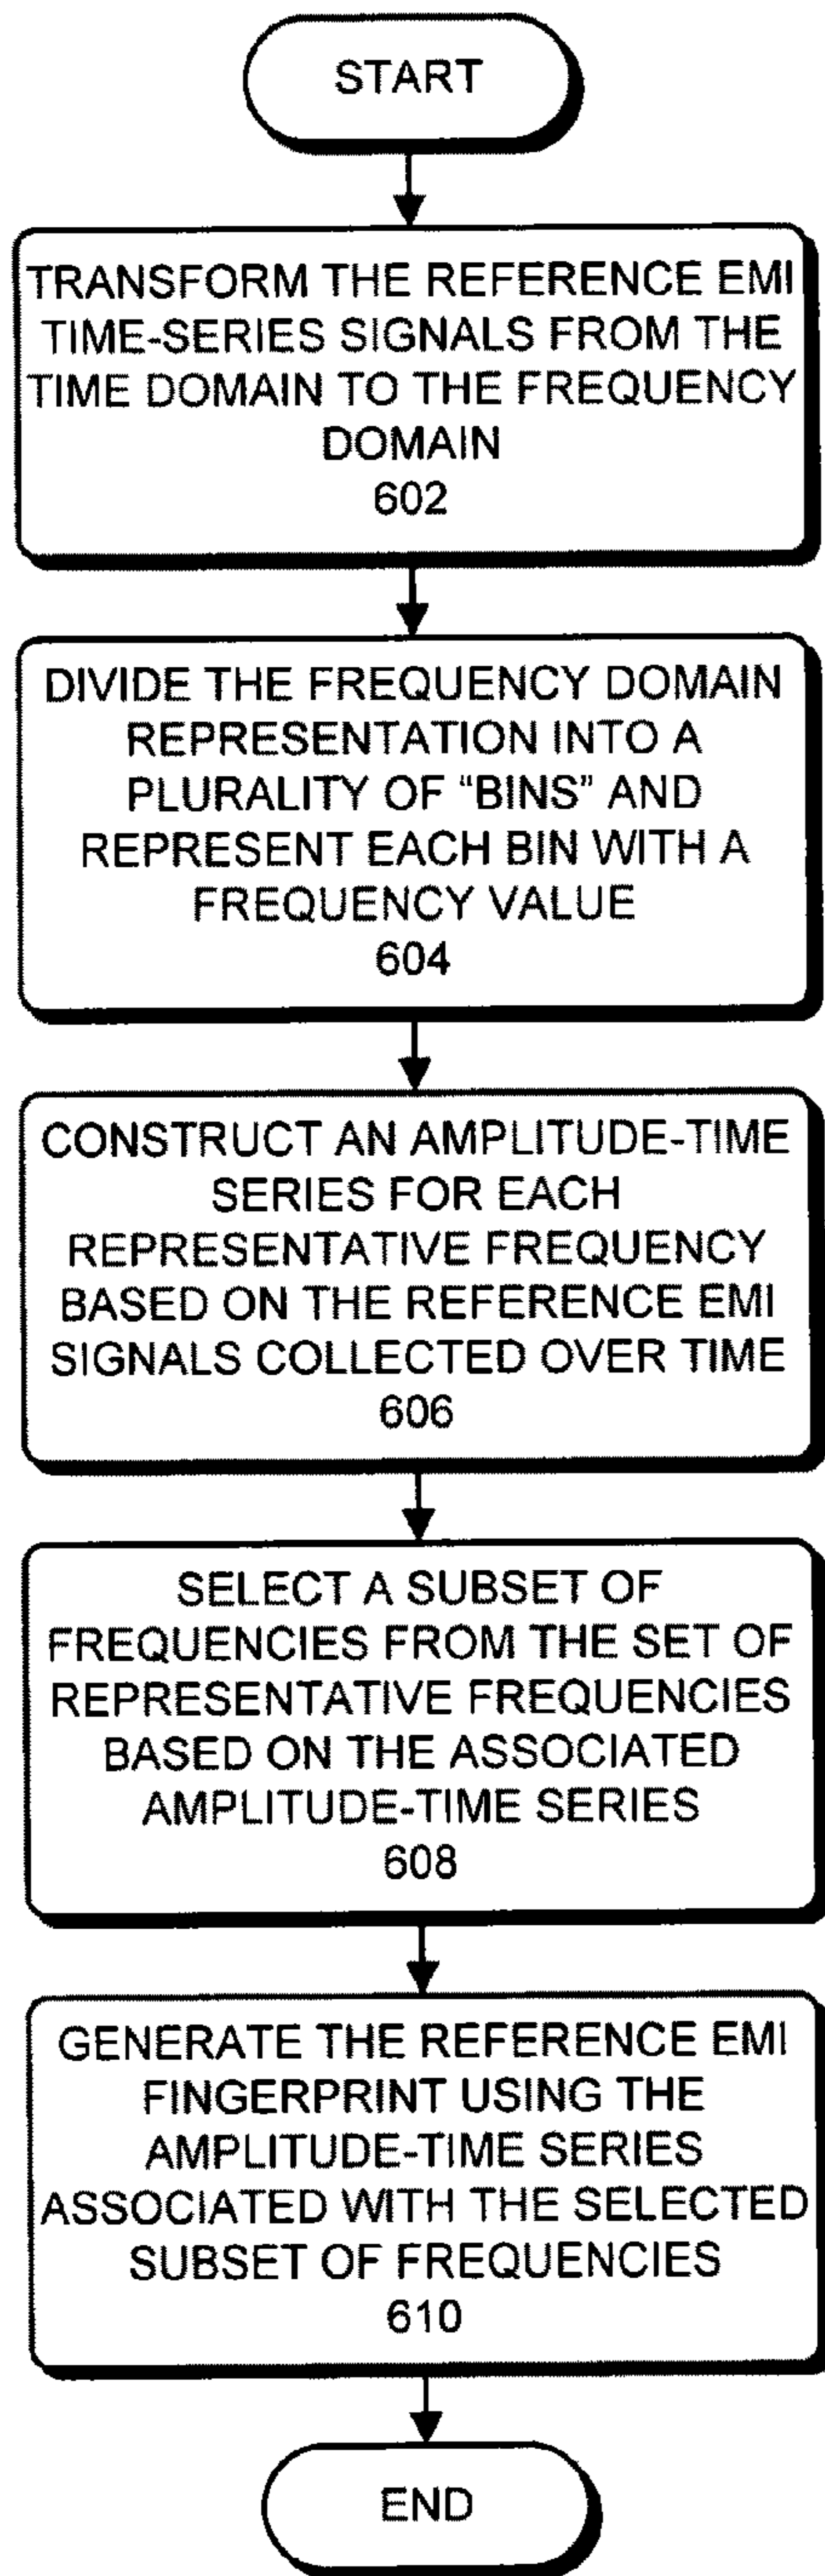 START
TRANSFORM THE REFERENCE EMI
TIME-SERIES SIGNALS FROM THE
TIME DOMAIN TO THE FREQUENCY
DOMAIN
602
DIVIDE THE FREQUENCY DOMAIN
REPRESENTATION INTO A
PLURALITY OF “BINS” AND
REPRESENT EACH BIN WITH A
FREQUENCY VALUE
604
CONSTRUCT AN AMPLITUDE-TIME
SERIES FOR EACH
REPRESENTATIVE FREQUENCY
BASED ON THE REFERENCE EMI
SIGNALS COLLECTED OVER TIME
606
SELECT A SUBSET OF
FREQUENCIES FROM THE SET OF
REPRESENTATIVE FREQUENCIES
BASED ON THE ASSOCIATED
AMPLITUDE-TIME SERIES
608
GENERATE THE REFERENCE EMI
FINGERPRINT USING THE
AMPLITUDE-TIME SERIES
ASSOCIATED WITH THE SELECTED
SUBSET OF FREQUENCIES
610
END